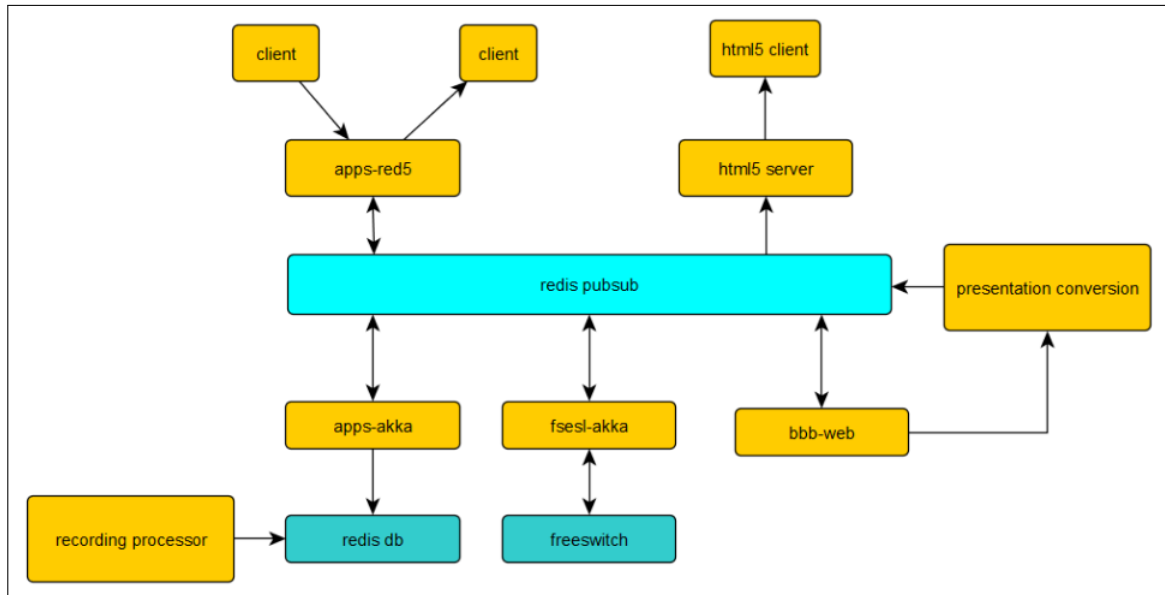 client
client
html5 client
apps-red5
html5 server
redis pubsub
presentation conversion
apps-akka
fsesl-akka
bbb-web
recording processor
redis db
freeswitch